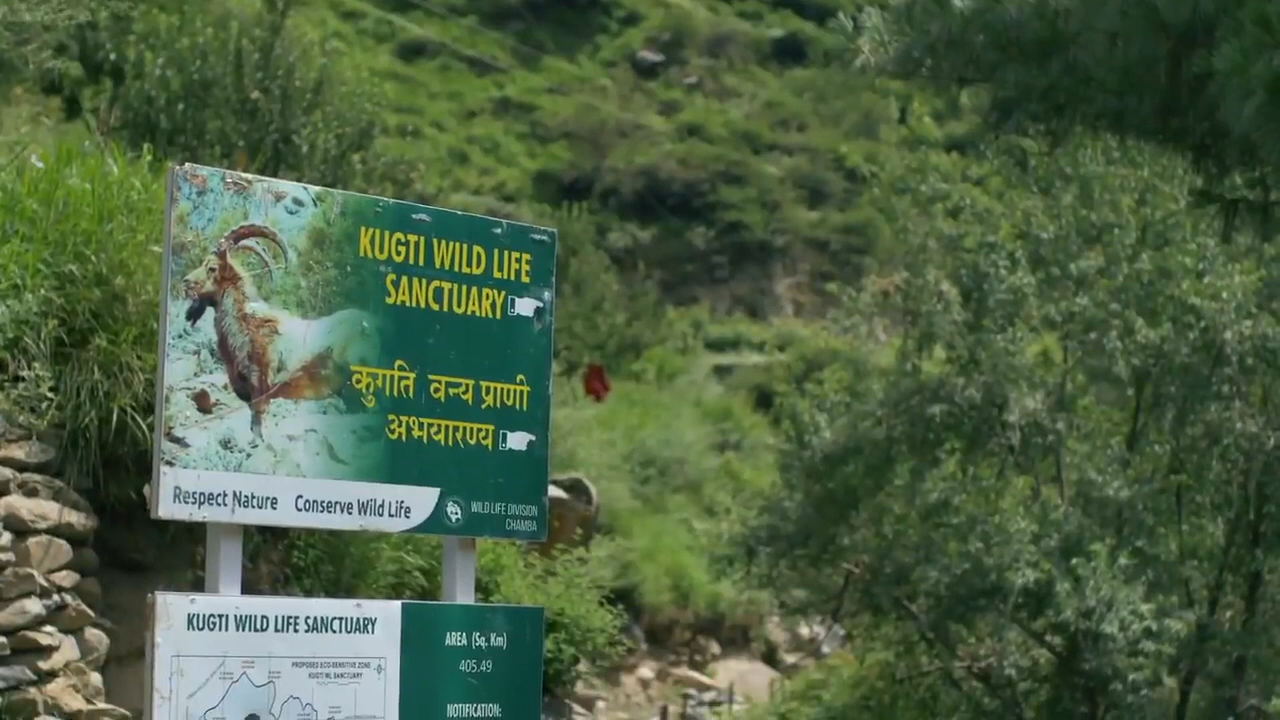 KUGTI WILD LIFE
SANCTUARY
कुगति वन्य प्राणी
अभयारण्य
Respect Nature Conserve Wild Life
WILD LIFE DIVISION
CHAMBA
KUGTI WILD LIFE SANCTUARY
PROPOSED ECO-SENSITIVE ZONE
KUGTI WL SANCTUARY
AREA (Sq. Km)
405.49
NOTIFICATION: